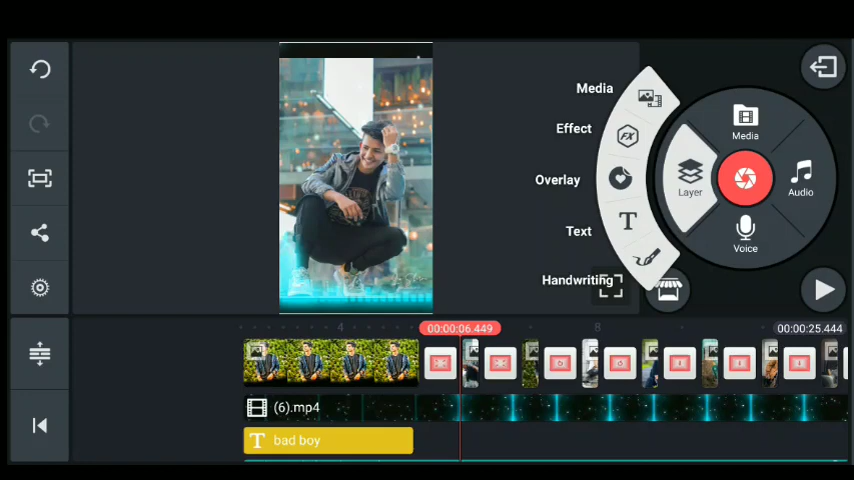 Media
Effect
Overlay
Text
Handwriting
Media
Layer
Audio
Voice
FX
T
4
00:00:06.449
8
00:00:25.444
(6).mp4
T bad boy